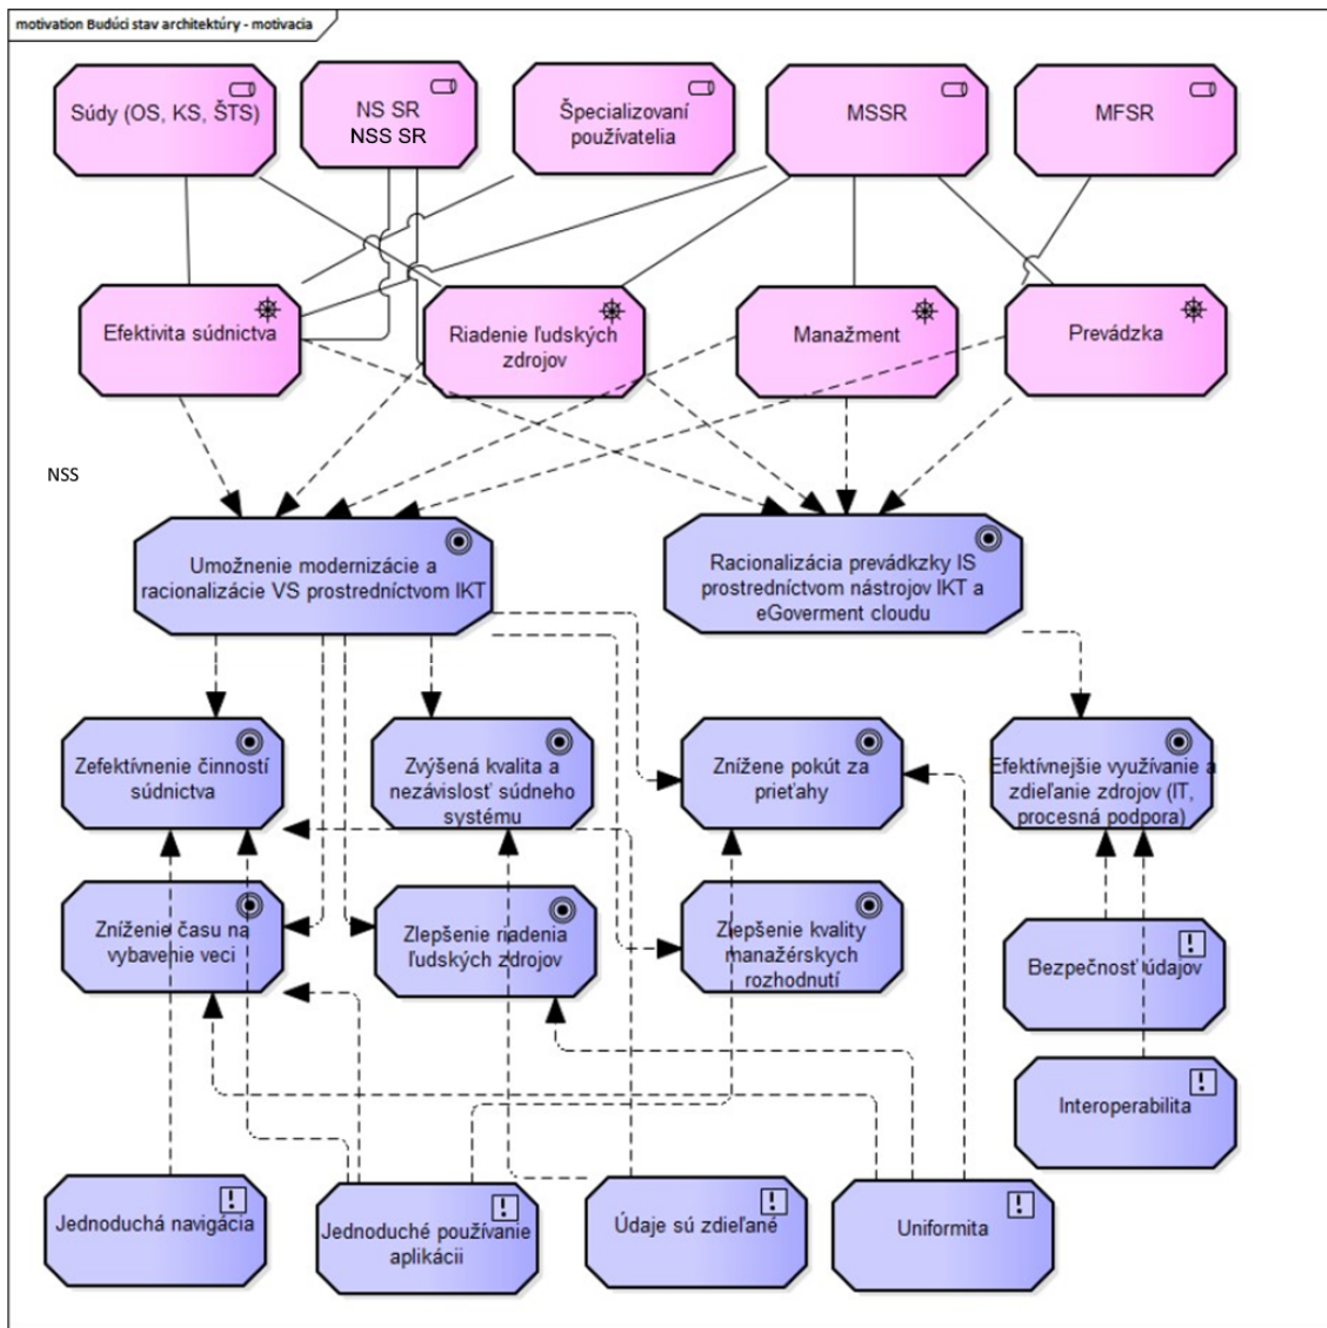 motivation Budúci stav architektúry - motivacia
Súdy (OS, KS, ŠTS)
NS SR
NSS SR
Špecializovaní
používatelia
MSSR
MFSR
Efektivita súdnictva
Riadenie ľudských
zdrojov
Manažment
Prevádzka
NSS
Umožnenie modernizácie a
racionalizácie VS prostredníctvom IKT
Racionalizácia prevádkzky IS
prostredníctvom nástrojov IKT a
eGoverment cloudu
Zefektívnenie činností
súdnictva
Zvýšená kvalita a
nezávislosť súdneho
systému
Znížene pokút za
prieťahy
Efektívnejšie využívanie a
zdieľanie zdrojov (IT,
procesná podpora)
Zníženie času na
vybavenie veci
Zlepšenie riadenia
ľudských zdrojov
Zlepšenie kvality
manažérskych
rozhodnutí
Bezpečnosť údajov
Interoperabilita
Jednoduchá navigácia
Jednoduché používanie
aplikácii
Údaje sú zdieľané
Uniformita